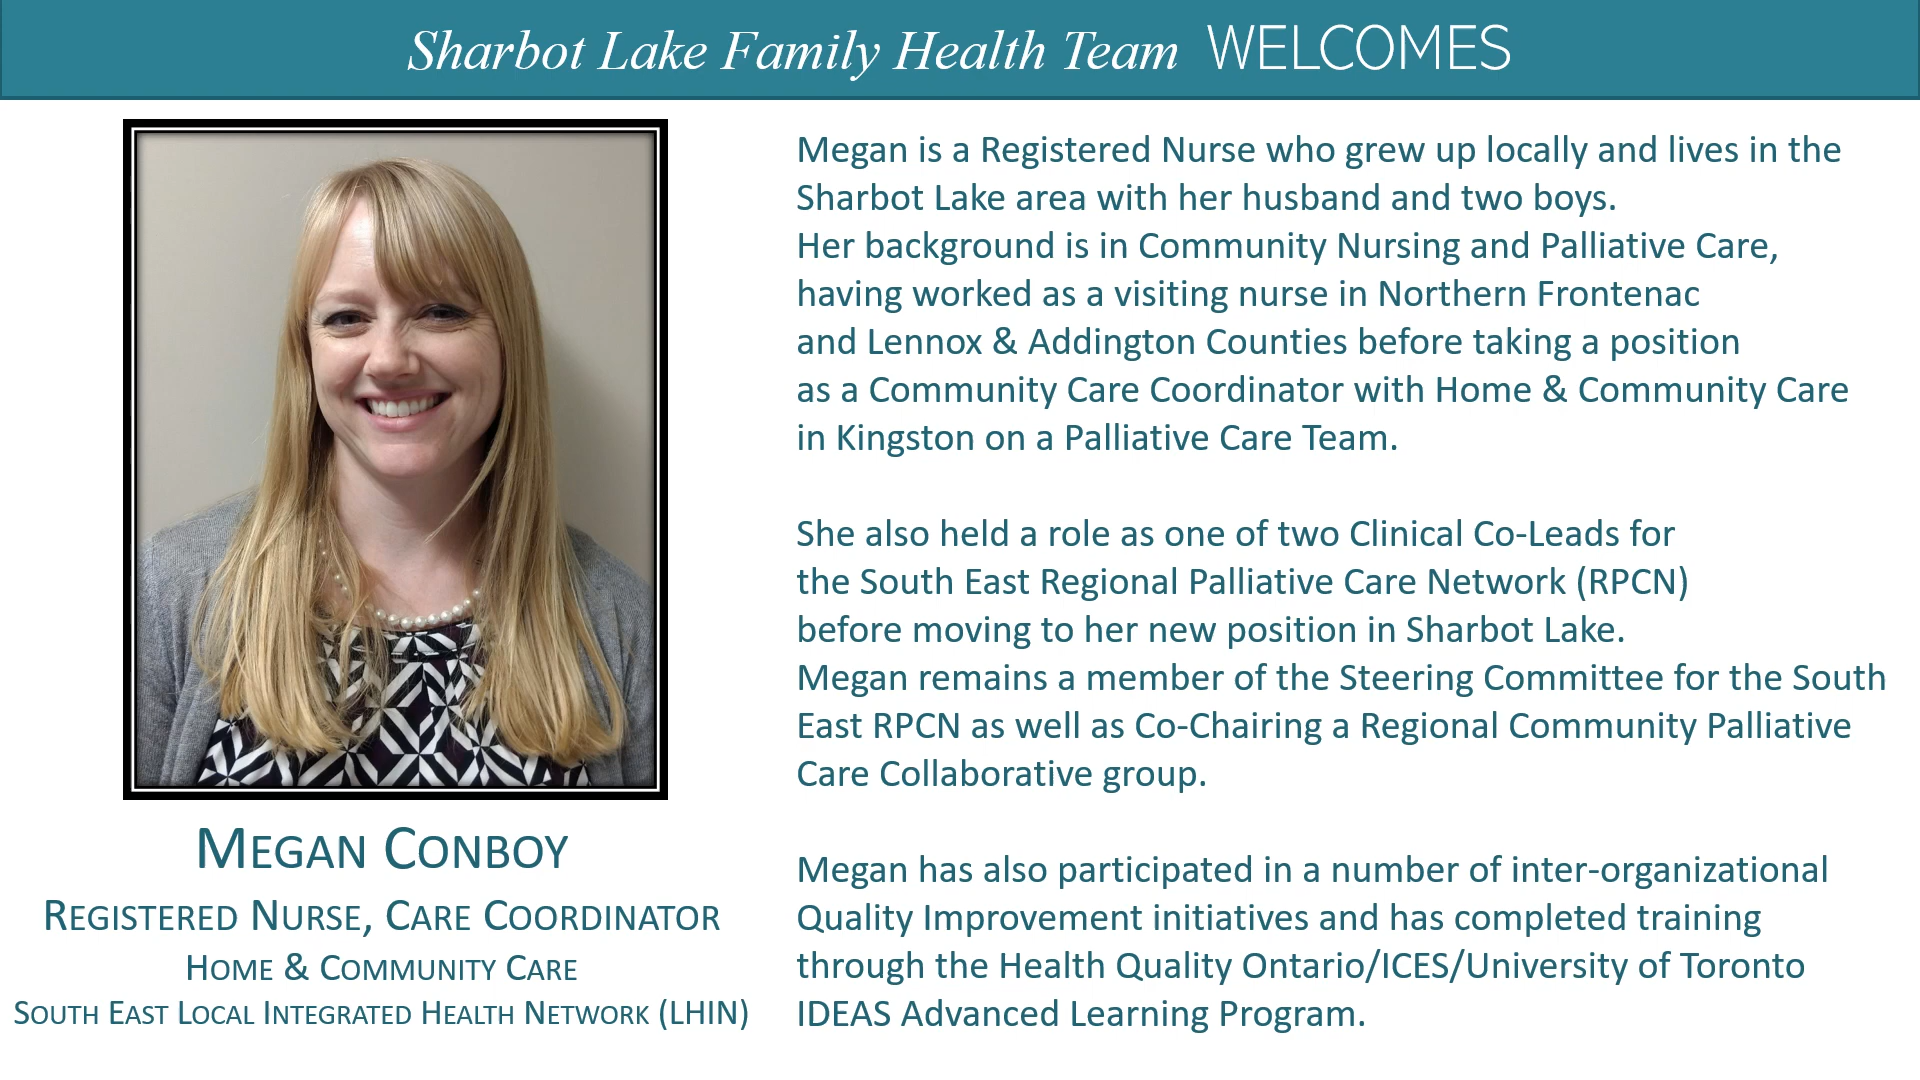 Sharbot Lake Family Health Team WELCOMES
Megan is a Registered Nurse who grew up locally and lives in the
Sharbot Lake area with her husband and two boys.
Her background is in Community Nursing and Palliative Care,
having worked as a visiting nurse in Northern Frontenac
and Lennox & Addington Counties before taking a position
as a Community Care Coordinator with Home & Community Care
in Kingston on a Palliative Care Team.
She also held a role as one of two Clinical Co-Leads for
the South East Regional Palliative Care Network (RPCN)
before moving to her new position in Sharbot Lake.
Megan remains a member of the Steering Committee for the South
East RPCN as well as Co-Chairing a Regional Community Palliative
Care Collaborative group.
Megan has also participated in a number of inter-organizational
Quality Improvement initiatives and has completed training
through the Health Quality Ontario/ICES/University of Toronto
IDEAS Advanced Learning Program.
Megan Conboy
Registered Nurse, Care Coordinator
Home & Community Care
South East Local Integrated Health Network (LHIN)